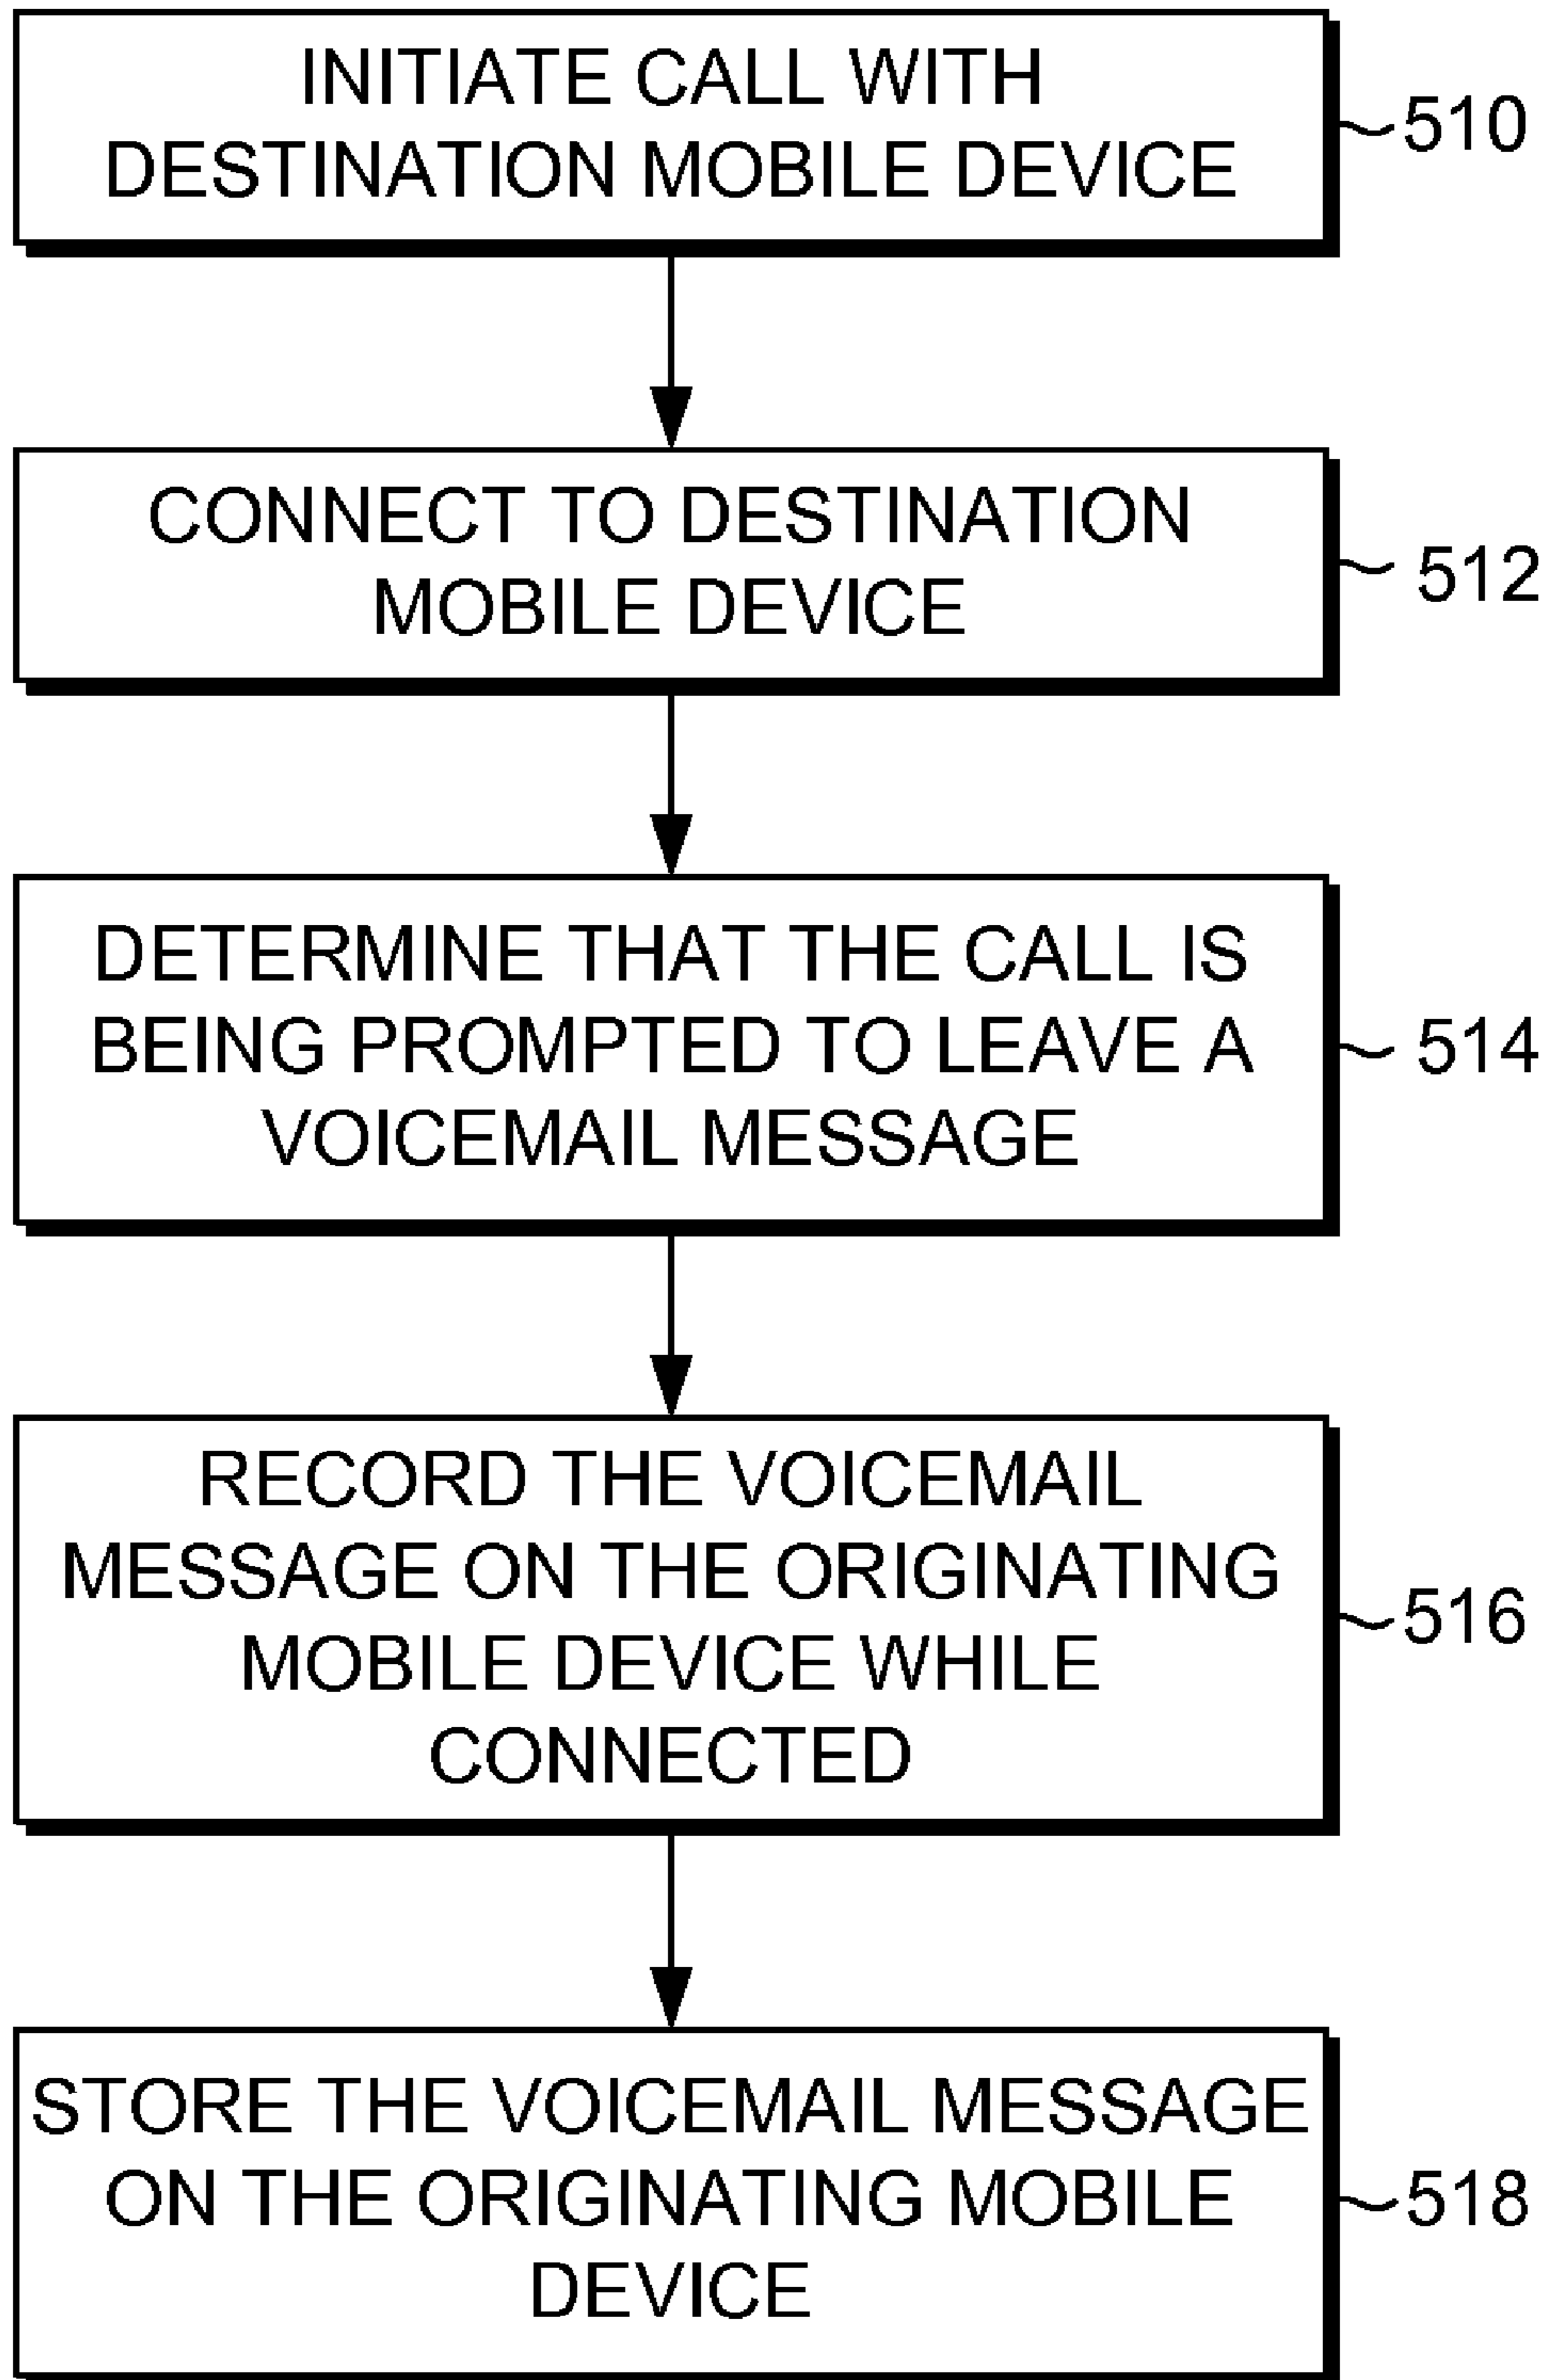 INITIATE CALL WITH
DESTINATION MOBILE DEVICE
510
CONNECT TO DESTINATION
MOBILE DEVICE
512
DETERMINE THAT THE CALL IS
BEING PROMPTED TO LEAVE A
VOICEMAIL MESSAGE
514
RECORD THE VOICEMAIL
MESSAGE ON THE ORIGINATING
MOBILE DEVICE WHILE
CONNECTED
516
STORE THE VOICEMAIL MESSAGE
ON THE ORIGINATING MOBILE
DEVICE
518